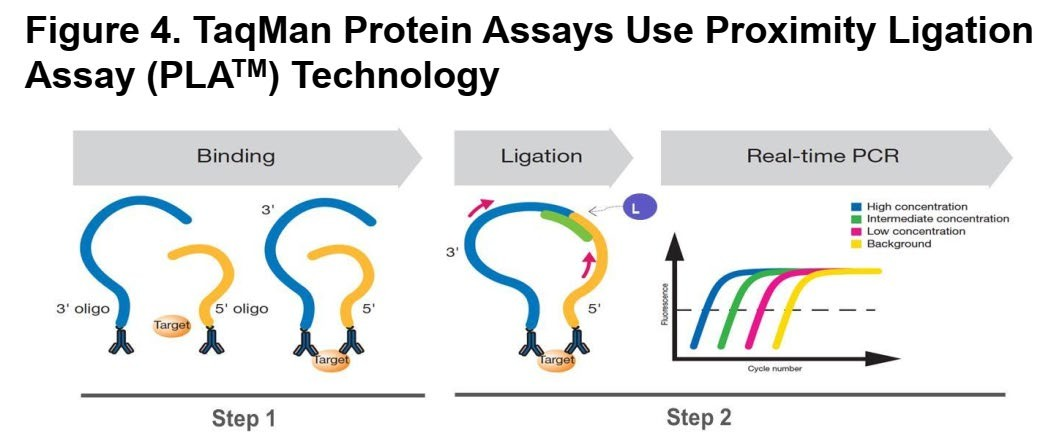 Figure 4. TaqMan Protein Assays Use Proximity Ligation
Assay (PLA™) Technology
Binding
Ligation
Real-time PCR
3' oligo
Target
5' oligo
3'
5'
Target
3'
L
5'
Target
High concentration
Intermediate concentration
Low concentration
Background
Fluorescence
Cycle number
Step 1
Step 2